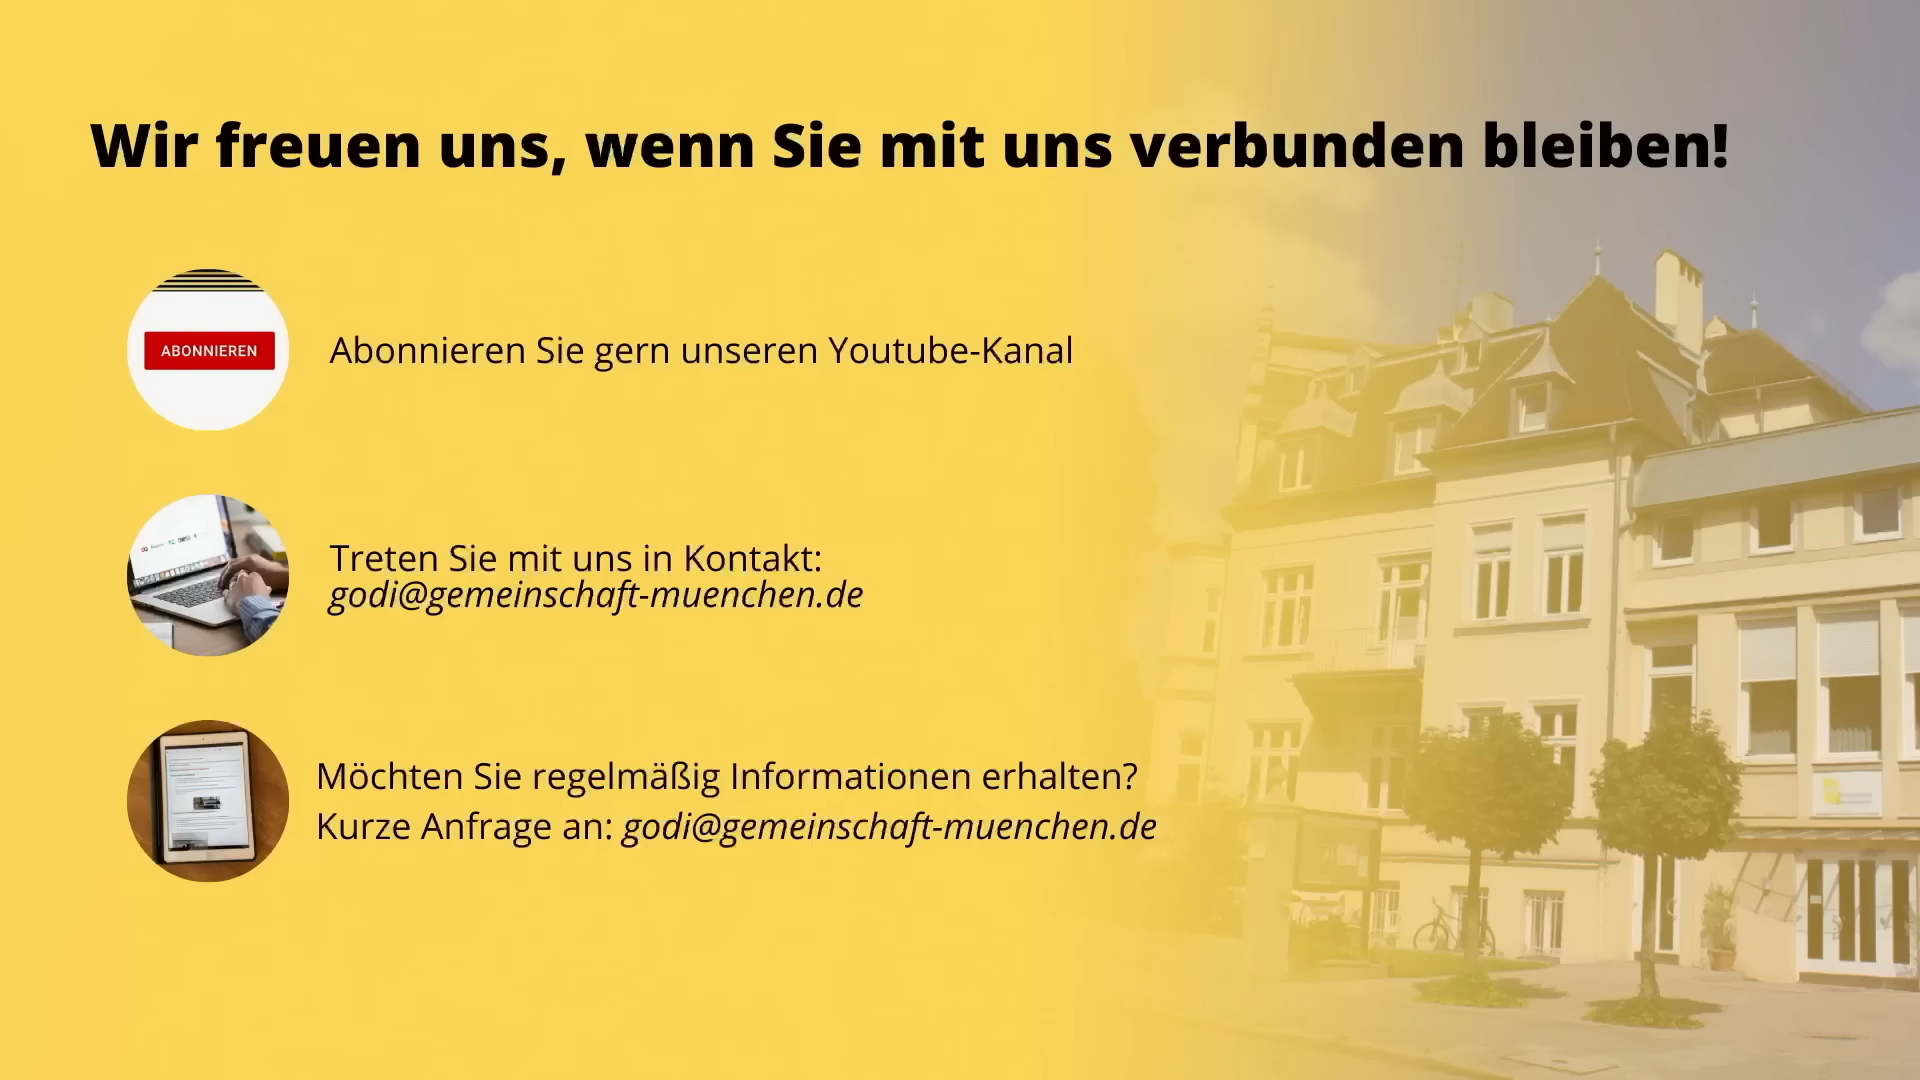 Wir freuen uns, wenn Sie mit uns verbunden bleiben!
ABONNIEREN
Abonnieren Sie gern unseren Youtube-Kanal
Treten Sie mit uns in Kontakt:
godi@gemeinschaft-muenchen.de
Möchten Sie regelmäßig Informationen erhalten?
Kurze Anfrage an: godi@gemeinschaft-muenchen.de